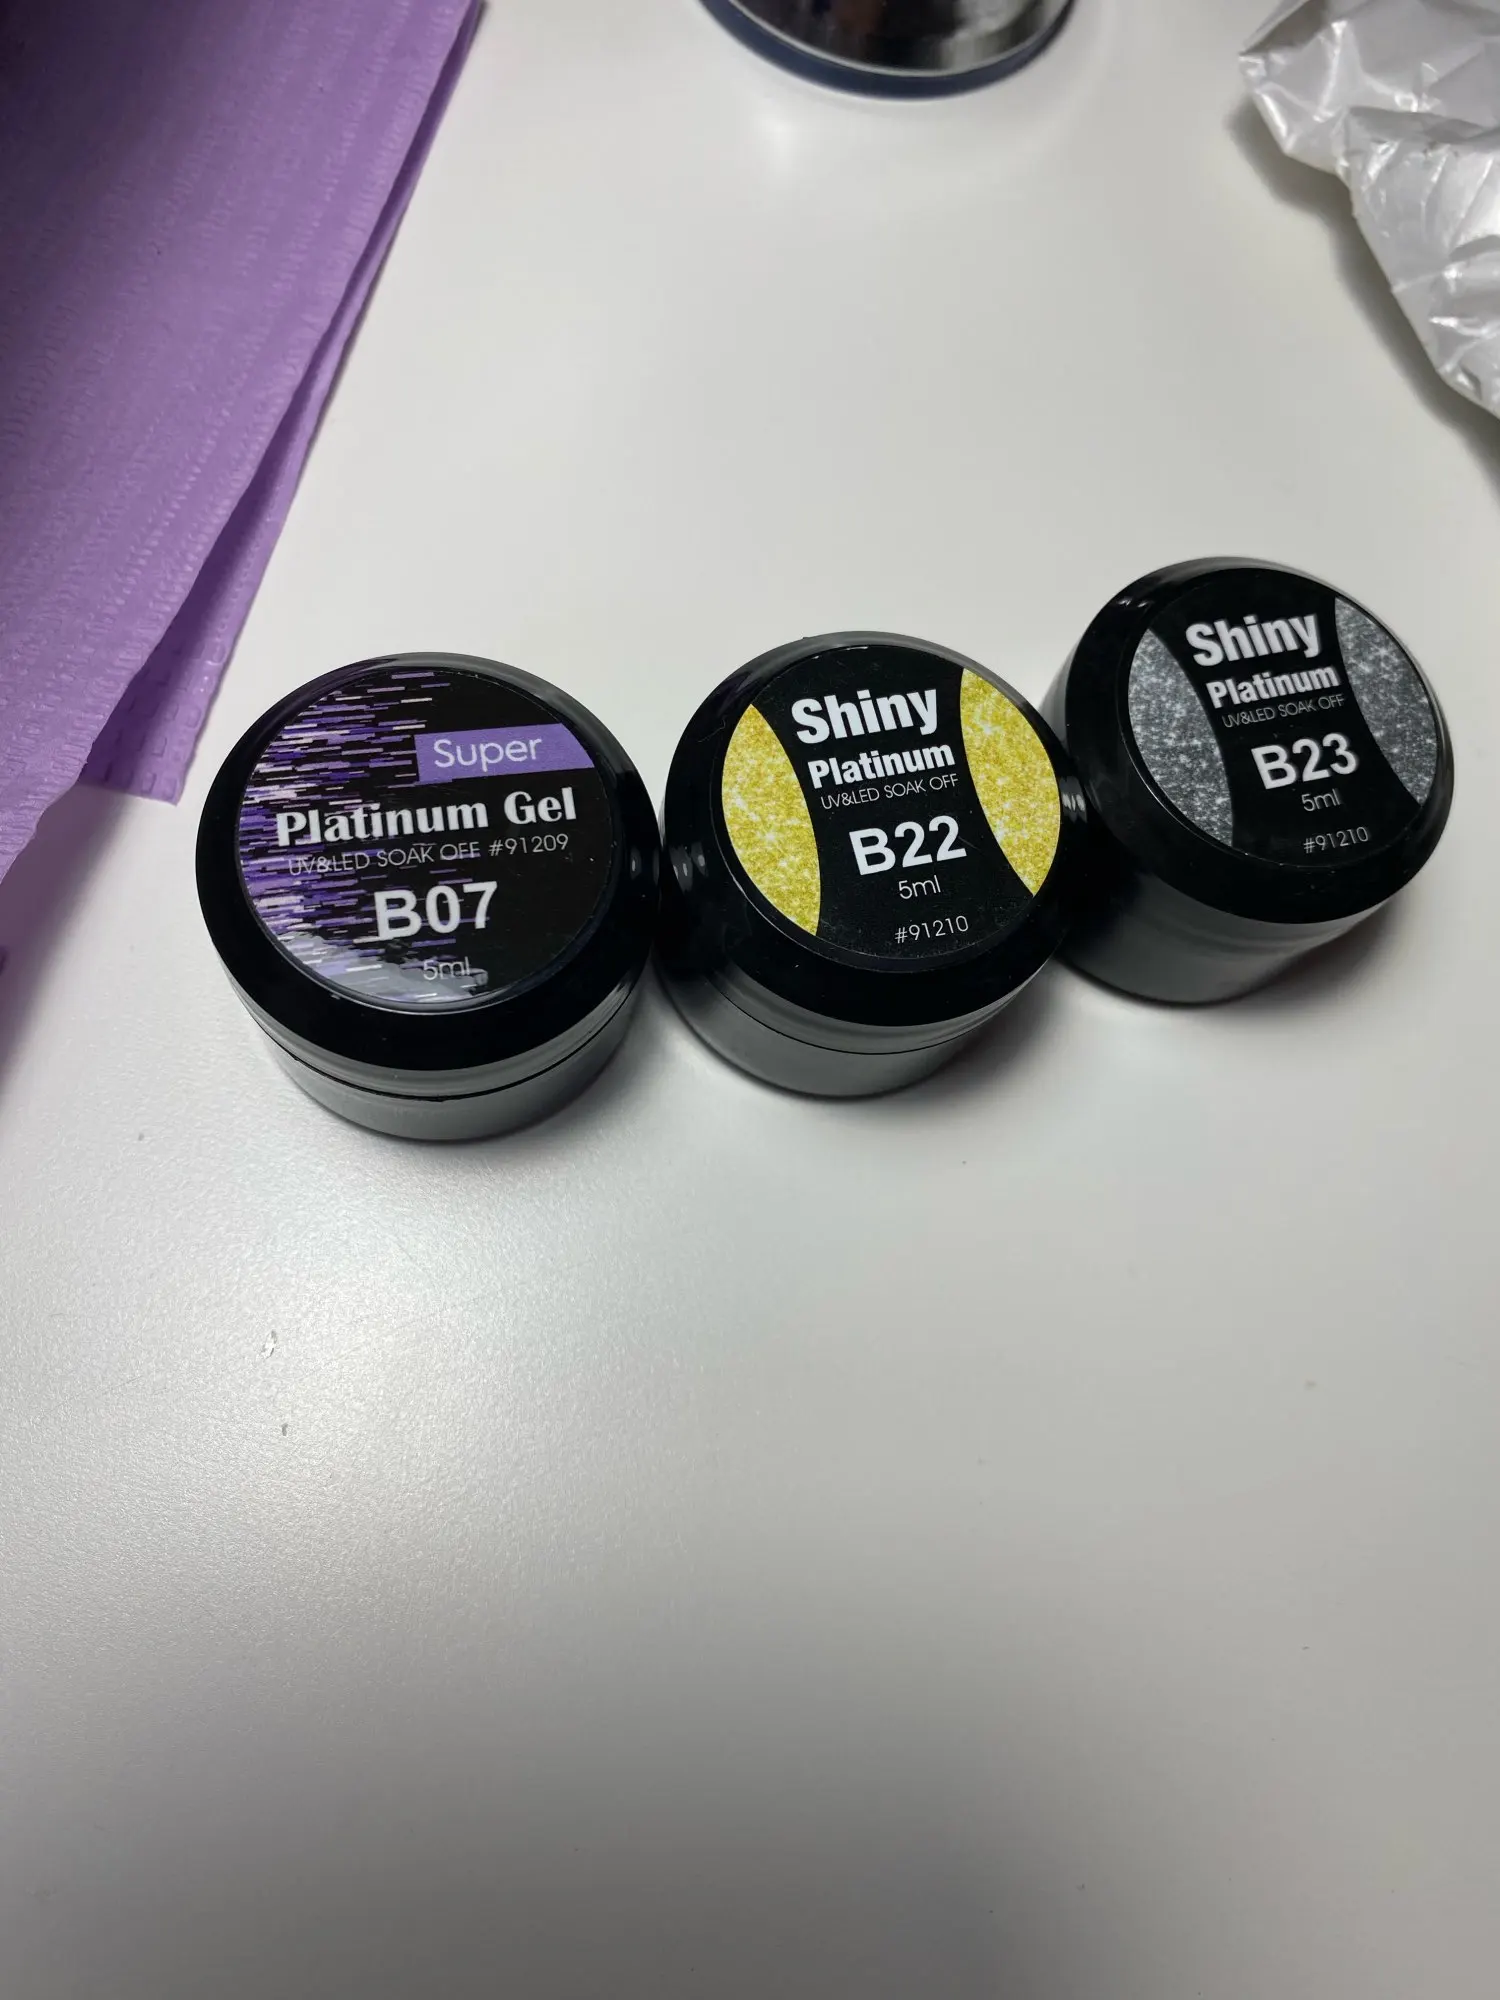 Super
Platinum Gel
UV&LED SOAK OFF #91209
B07
5ml
Shiny
Platinum
UV&LED SOAK OFF
B22
5ml
#91210
Shiny
Platinum
UV&LED SOAK OFF
B23
5ml
#91210